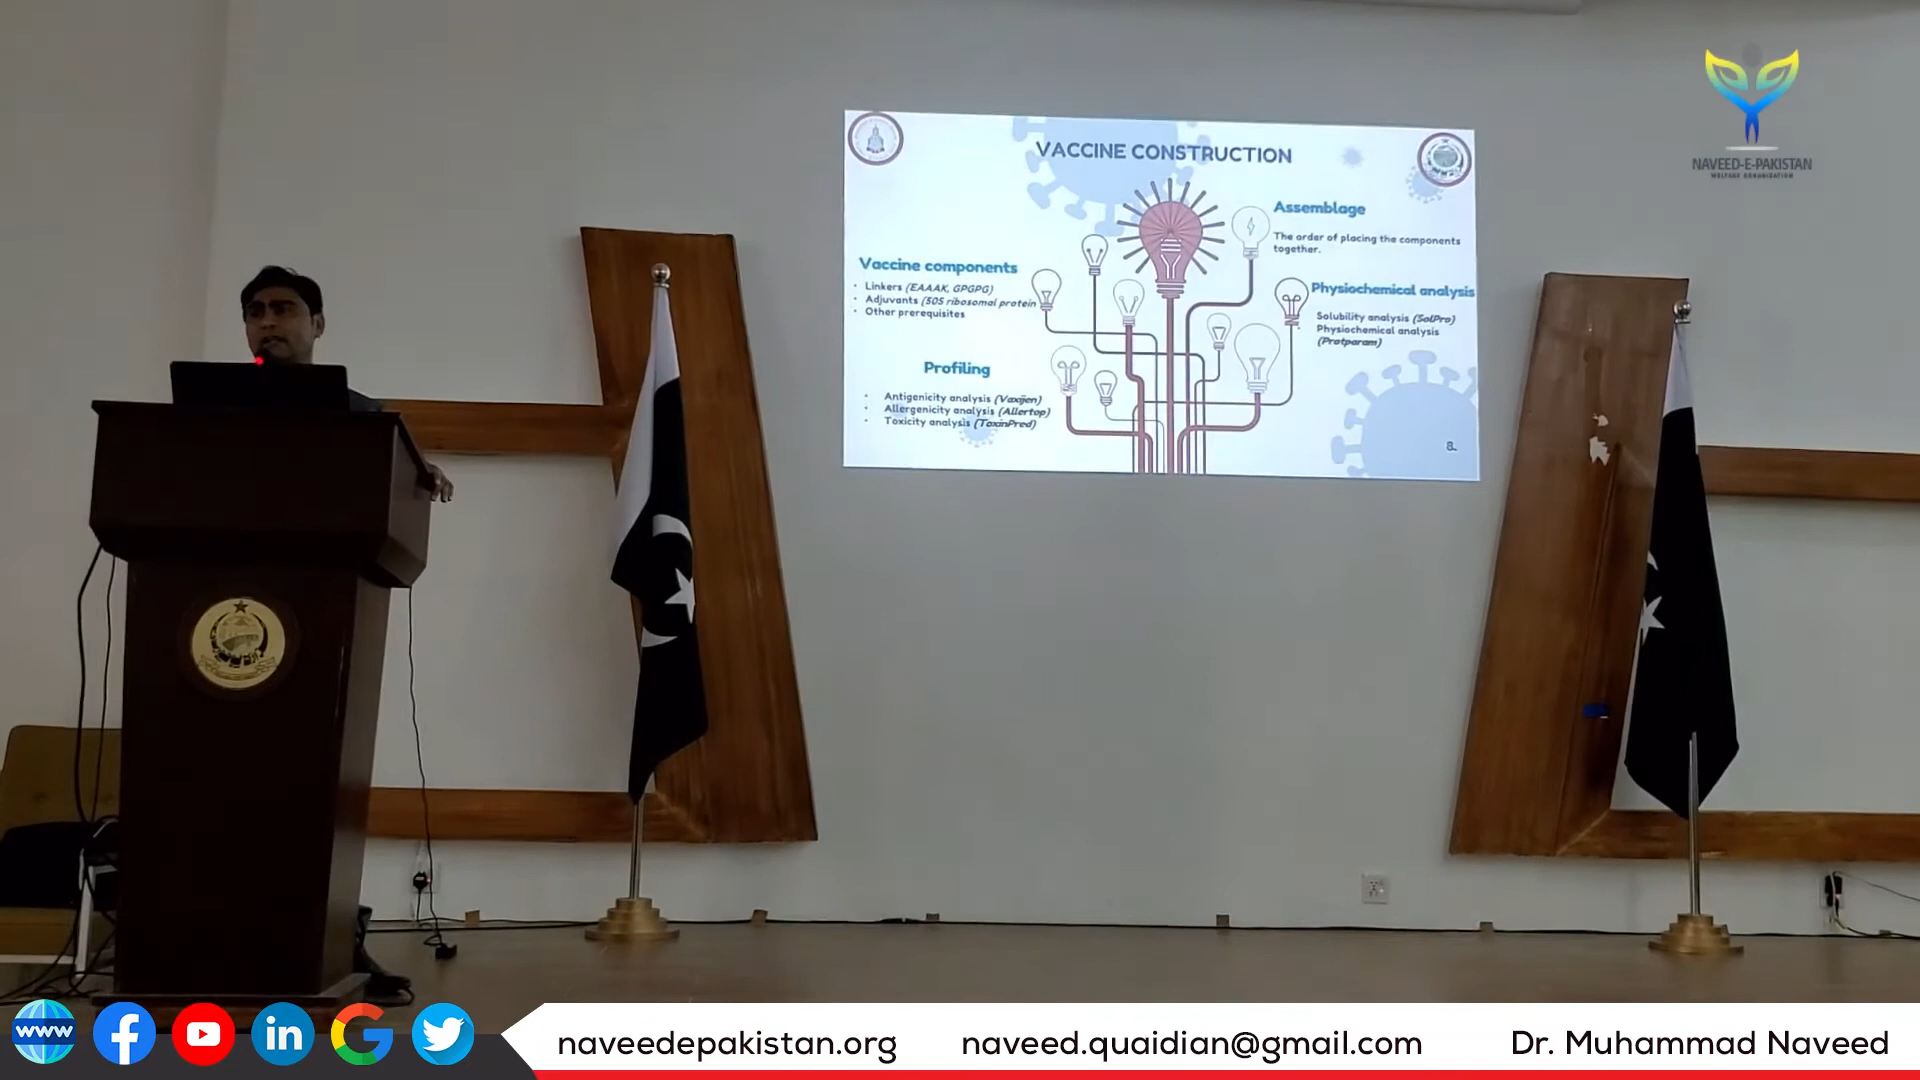 NAVEED-E-PAKISTAN
WELFARE ORGANIZATION
VACCINE CONSTRUCTION
Vaccine components
• Linkers (EAAAK, GPGPG)
• Adjuvants (50S ribosomal protein
• Other prerequisites
Profiling
• Antigenicity analysis (Vaxijen)
• Allergenicity analysis (Allertop)
• Toxicity analysis (ToxinPred)
Assemblage
The order of placing the components
together.
Physiochemical analysis
Solubility analysis (SolPro)
Physiochemical analysis
(Protparam)
8
www
naveedepakistan.org naveed.quaidian@gmail.com Dr. Muhammad Naveed